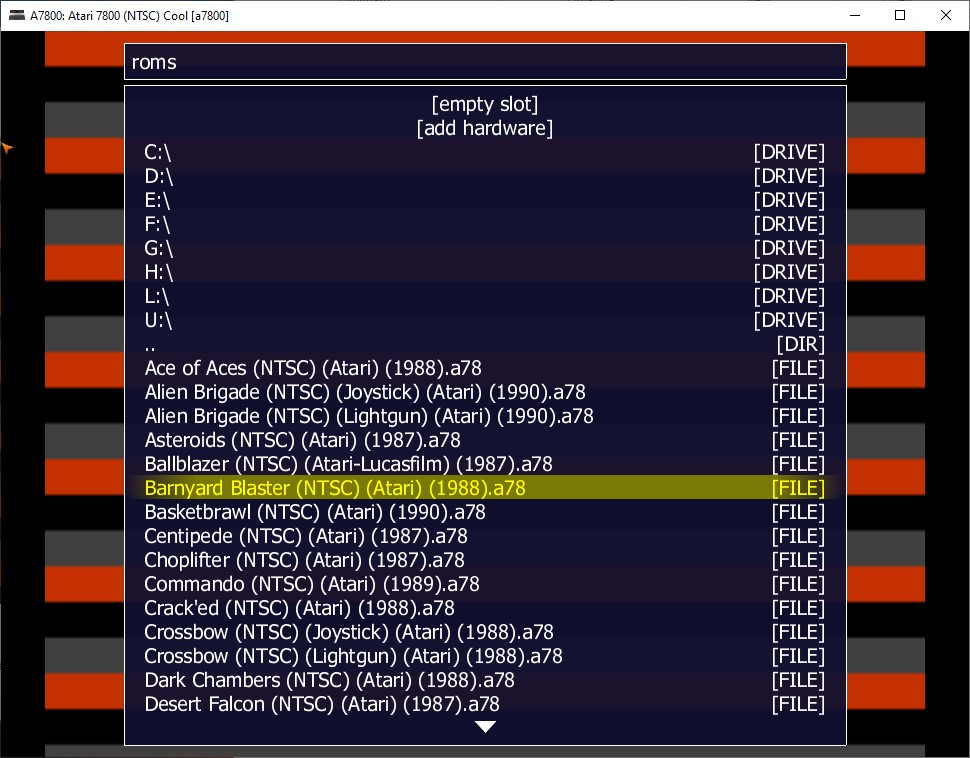 A7800: Atari 7800 (NTSC) Cool [a7800]
roms
[empty slot]
[add hardware]
C:\ [DRIVE]
D:\ [DRIVE]
E:\ [DRIVE]
F:\ [DRIVE]
G:\ [DRIVE]
H:\ [DRIVE]
L:\ [DRIVE]
U:\ [DRIVE]
.. [DIR]
Ace of Aces (NTSC) (Atari) (1988).a78 [FILE]
Alien Brigade (NTSC) (Joystick) (Atari) (1990).a78 [FILE]
Alien Brigade (NTSC) (Lightgun) (Atari) (1990).a78 [FILE]
Asteroids (NTSC) (Atari) (1987).a78 [FILE]
Ballblazer (NTSC) (Atari-Lucasfilm) (1987).a78 [FILE]
Barnyard Blaster (NTSC) (Atari) (1988).a78 [FILE]
Basketbrawl (NTSC) (Atari) (1990).a78 [FILE]
Centipede (NTSC) (Atari) (1987).a78 [FILE]
Choplifter (NTSC) (Atari) (1987).a78 [FILE]
Commando (NTSC) (Atari) (1989).a78 [FILE]
Crack'ed (NTSC) (Atari) (1988).a78 [FILE]
Crossbow (NTSC) (Joystick) (Atari) (1988).a78 [FILE]
Crossbow (NTSC) (Lightgun) (Atari) (1988).a78 [FILE]
Dark Chambers (NTSC) (Atari) (1988).a78 [FILE]
Desert Falcon (NTSC) (Atari) (1987).a78 [FILE]